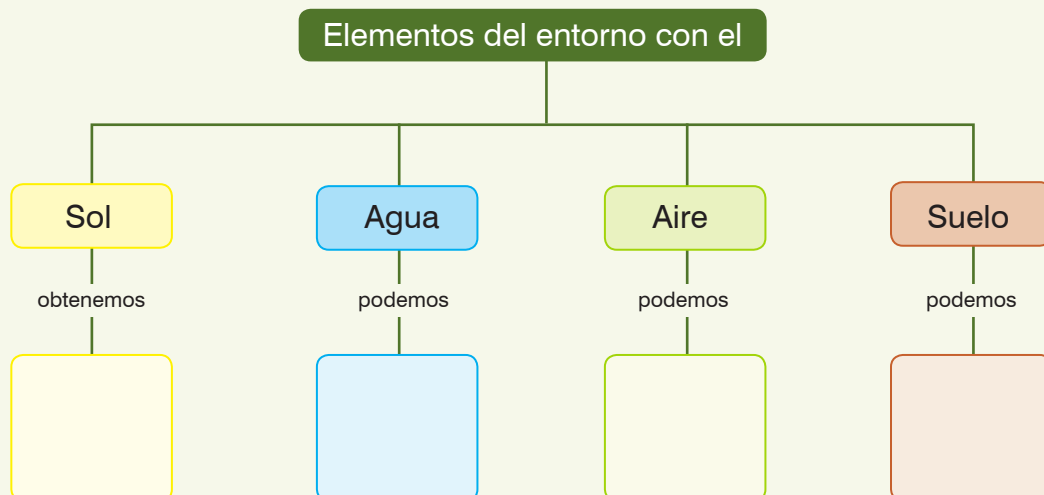 Elementos del entorno con el
Sol
Agua
Aire
Suelo
obtenemos
podemos
podemos
podemos